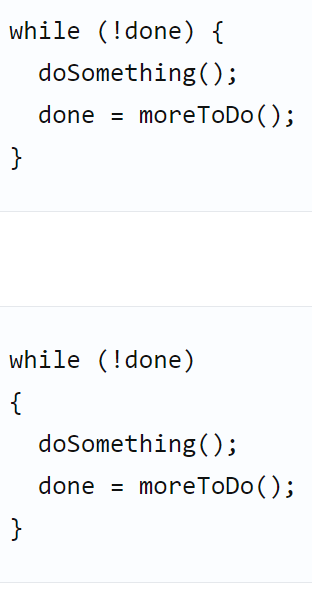 while (!done) {
  doSomething();
  done = moreToDo();
}
while (!done)
{
  doSomething();
  done = moreToDo();
}